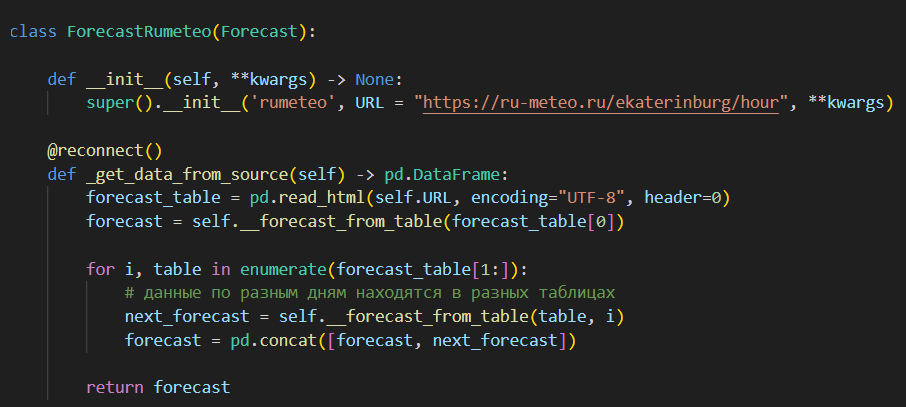 class ForecastRumeteo(Forecast):
def __init__(self, **kwargs) -> None:
super().__init__('rumeteo', URL = "https://ru-meteo.ru/ekaterinburg/hour", **kwargs)
@reconnect()
def _get_data_from_source(self) -> pd.DataFrame:
forecast_table = pd.read_html(self.URL, encoding="UTF-8", header=0)
forecast = self.__forecast_from_table(forecast_table[0])
for i, table in enumerate(forecast_table[1:]):
# данные по разным дням находятся в разных таблицах
next_forecast = self.__forecast_from_table(table, i)
forecast = pd.concat([forecast, next_forecast])
return forecast